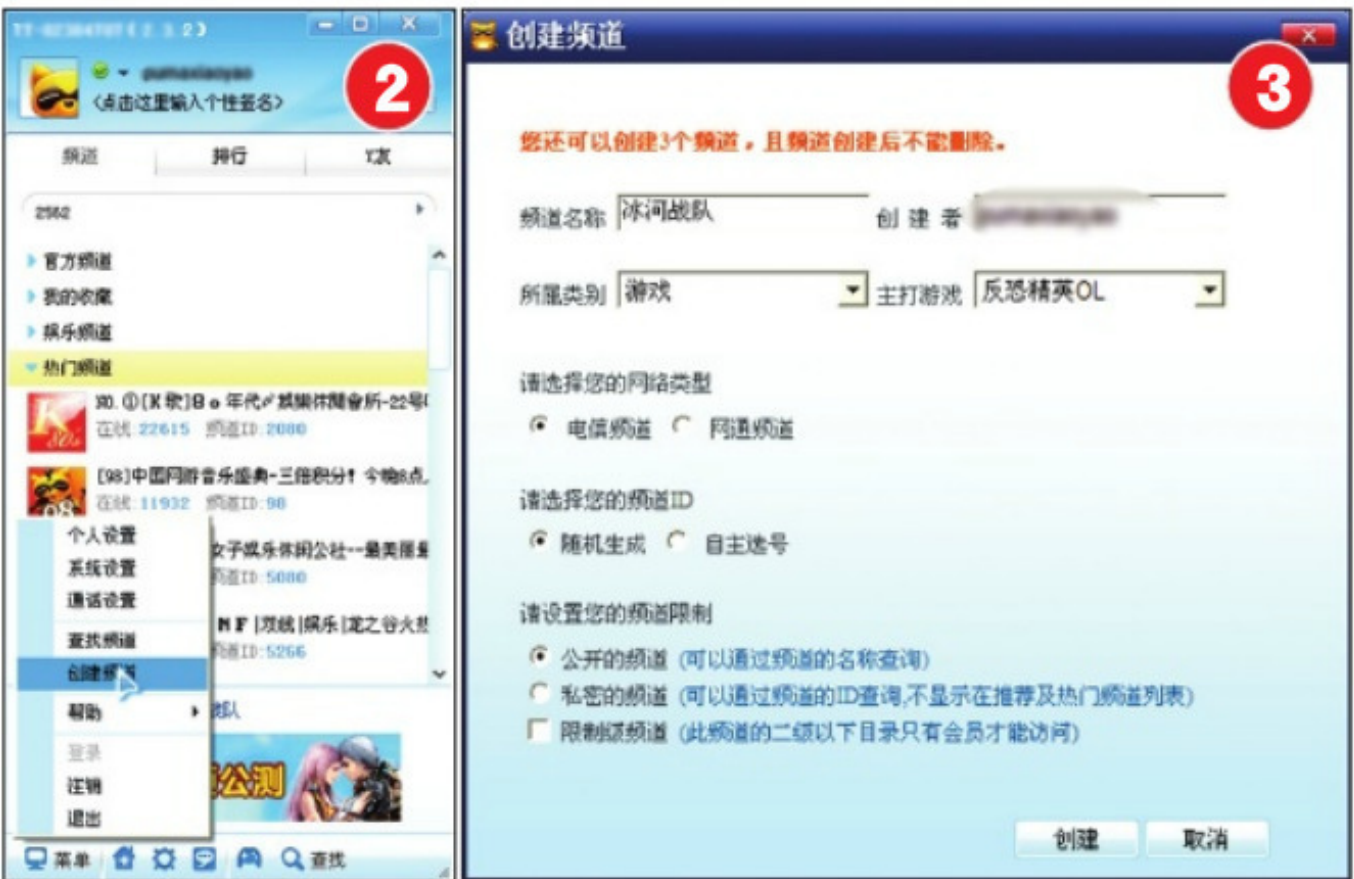 2
<点击这里输入个性签名>
频道 排行 Y友
2562
官方频道
我的收藏
娱乐频道
热门频道
在线:22615 频道ID:2080
[98]中国网游音乐盛典-三倍积分! 今晚8点
在线:11932 频道ID:98
女子娱乐休闲公社--最美丽
频道ID:5080
频道ID:5266
个人设置
系统设置
通话设置
查找频道
创建频道
帮助
登录
注销
退出
公测
菜单 查找
创建频道
3
您还可以创建3个频道，且频道创建后不能删除。
频道名称 冰河战队 创建者
所属类别 游戏 主打游戏 反恐精英OL
请选择您的网络类型
电信频道 网通频道
请选择您的频道ID
随机生成 自主选号
请设置您的频道限制
公开的频道 (可以通过频道的名称查询)
私密的频道 (可以通过频道的ID查询,不显示在推荐及热门频道列表)
限制级频道 (此频道的二级以下目录只有会员才能访问)
创建 取消